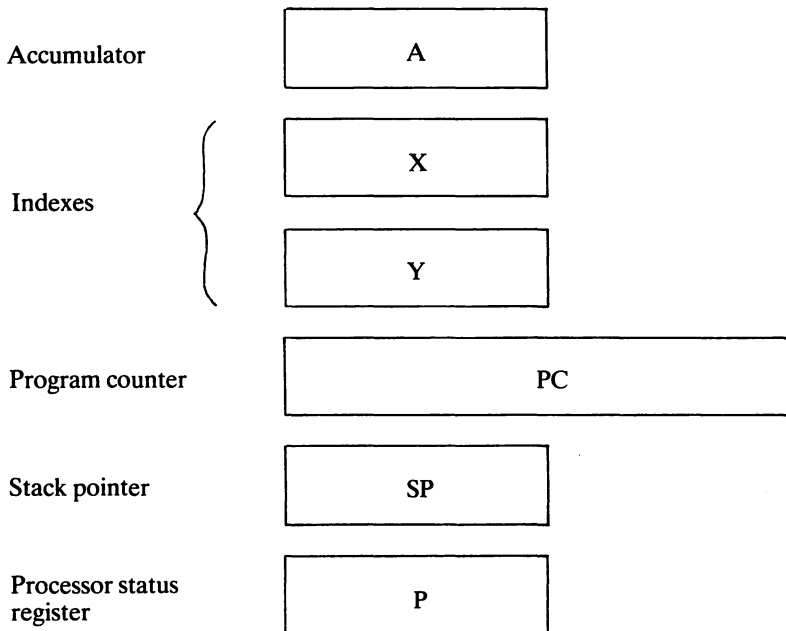 Accumulator A
X
Indexes
Y
Program counter PC
Stack pointer SP
Processor status
register P